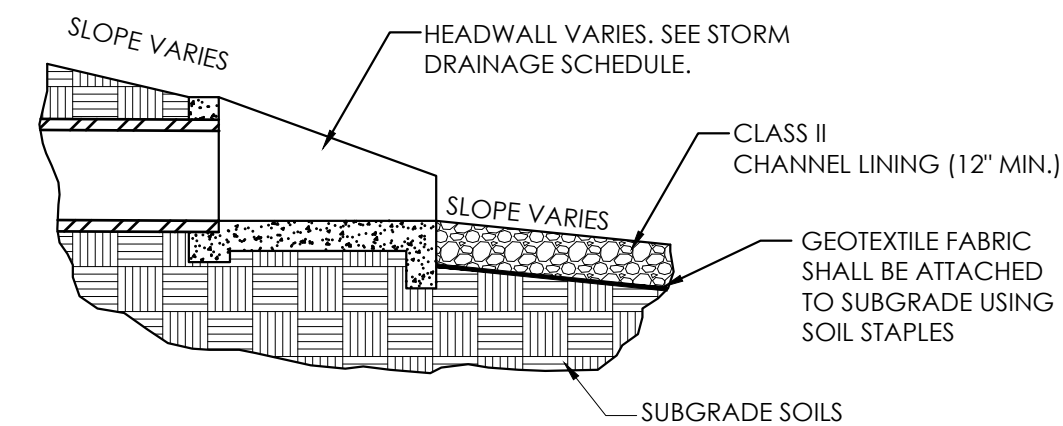 SLOPE VARIES
HEADWALL VARIES. SEE STORM
DRAINAGE SCHEDULE.
CLASS II
CHANNEL LINING (12" MIN.)
SLOPE VARIES
GEOTEXTILE FABRIC
SHALL BE ATTACHED
TO SUBGRADE USING
SOIL STAPLES
SUBGRADE SOILS